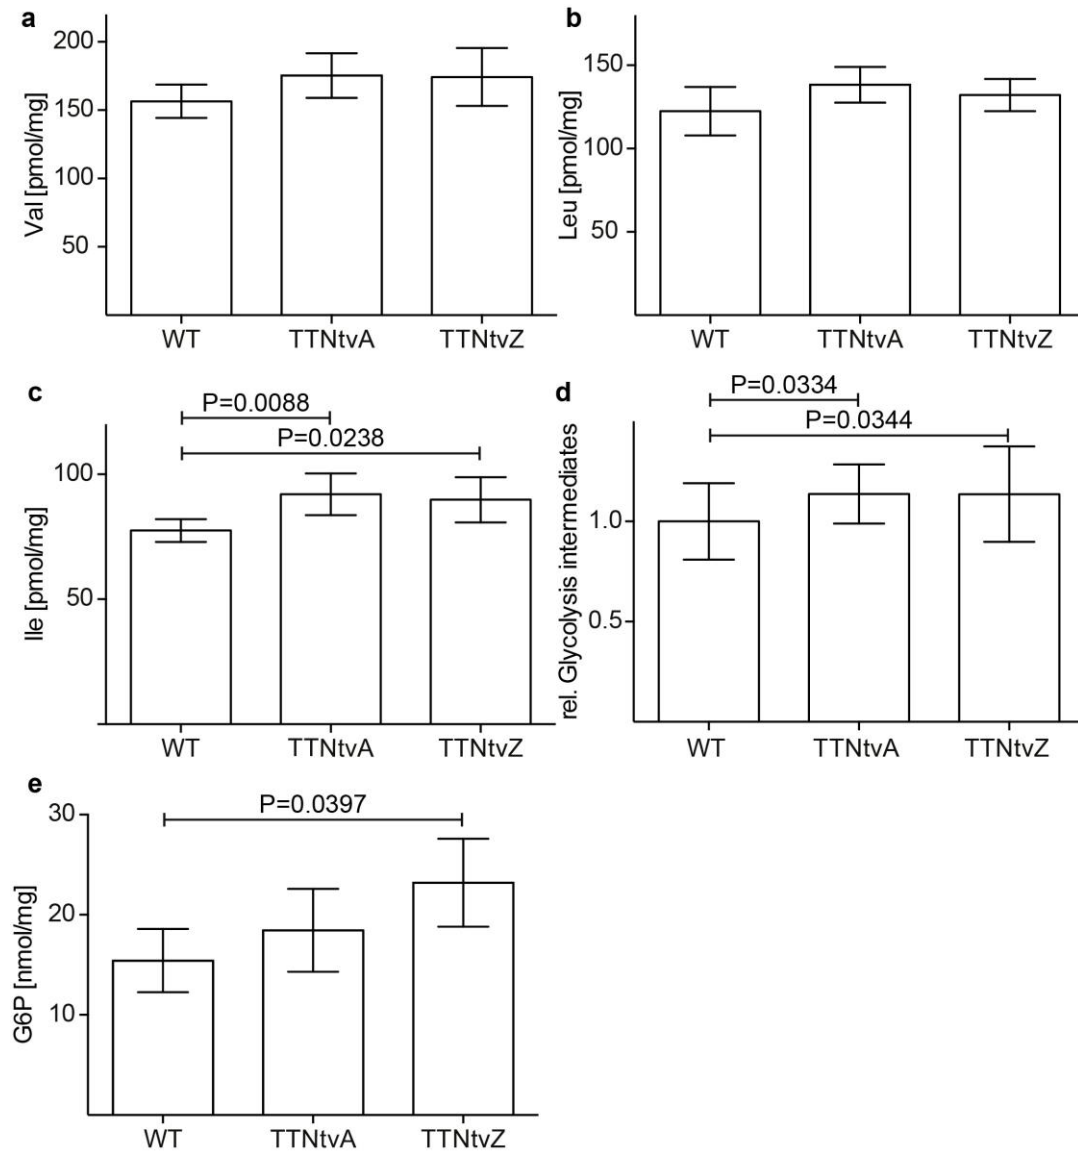 a
Val [pmol/mg]
200
150
100
50
WT TTNtvA TTNtvZ
b
Leu [pmol/mg]
150
100
50
WT TTNtvA TTNtvZ
c
P=0.0088
P=0.0238
Ile [pmol/mg]
100
50
WT TTNtvA TTNtvZ
d
P=0.0334
P=0.0344
rel. Glycolysis intermediates
1.0
0.5
WT TTNtvA TTNtvZ
e
P=0.0397
G6P [nmol/mg]
30
20
10
WT TTNtvA TTNtvZ